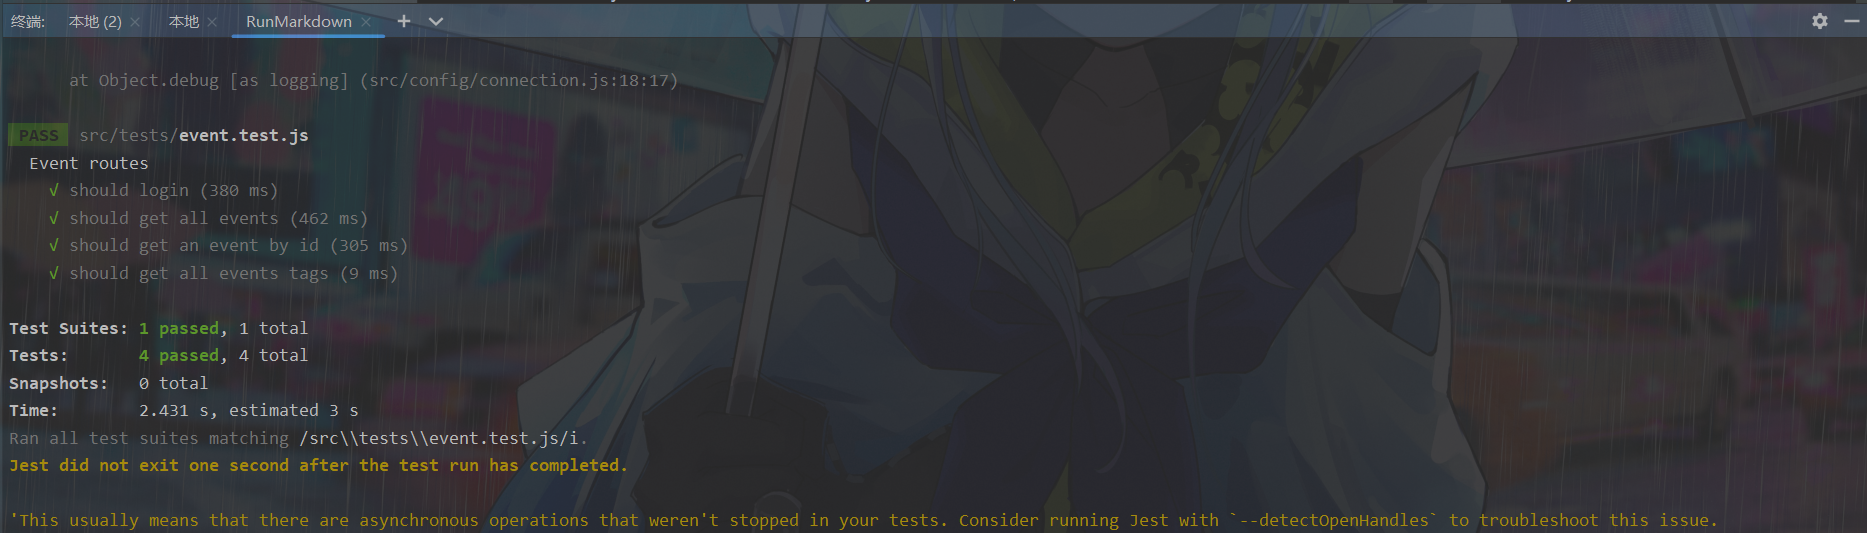 终端: 本地 (2) × 本地 × RunMarkdown ×
at Object.debug [as logging] (src/config/connection.js:18:17)
PASS src/tests/event.test.js
Event routes
√ should login (380 ms)
√ should get all events (462 ms)
√ should get an event by id (305 ms)
√ should get all events tags (9 ms)
Test Suites: 1 passed, 1 total
Tests: 4 passed, 4 total
Snapshots: 0 total
Time: 2.431 s, estimated 3 s
Ran all test suites matching /src\\tests\\event.test.js/i.
Jest did not exit one second after the test run has completed.
'This usually means that there are asynchronous operations that weren't stopped in your tests. Consider running Jest with `--detectOpenHandles` to troubleshoot this issue.